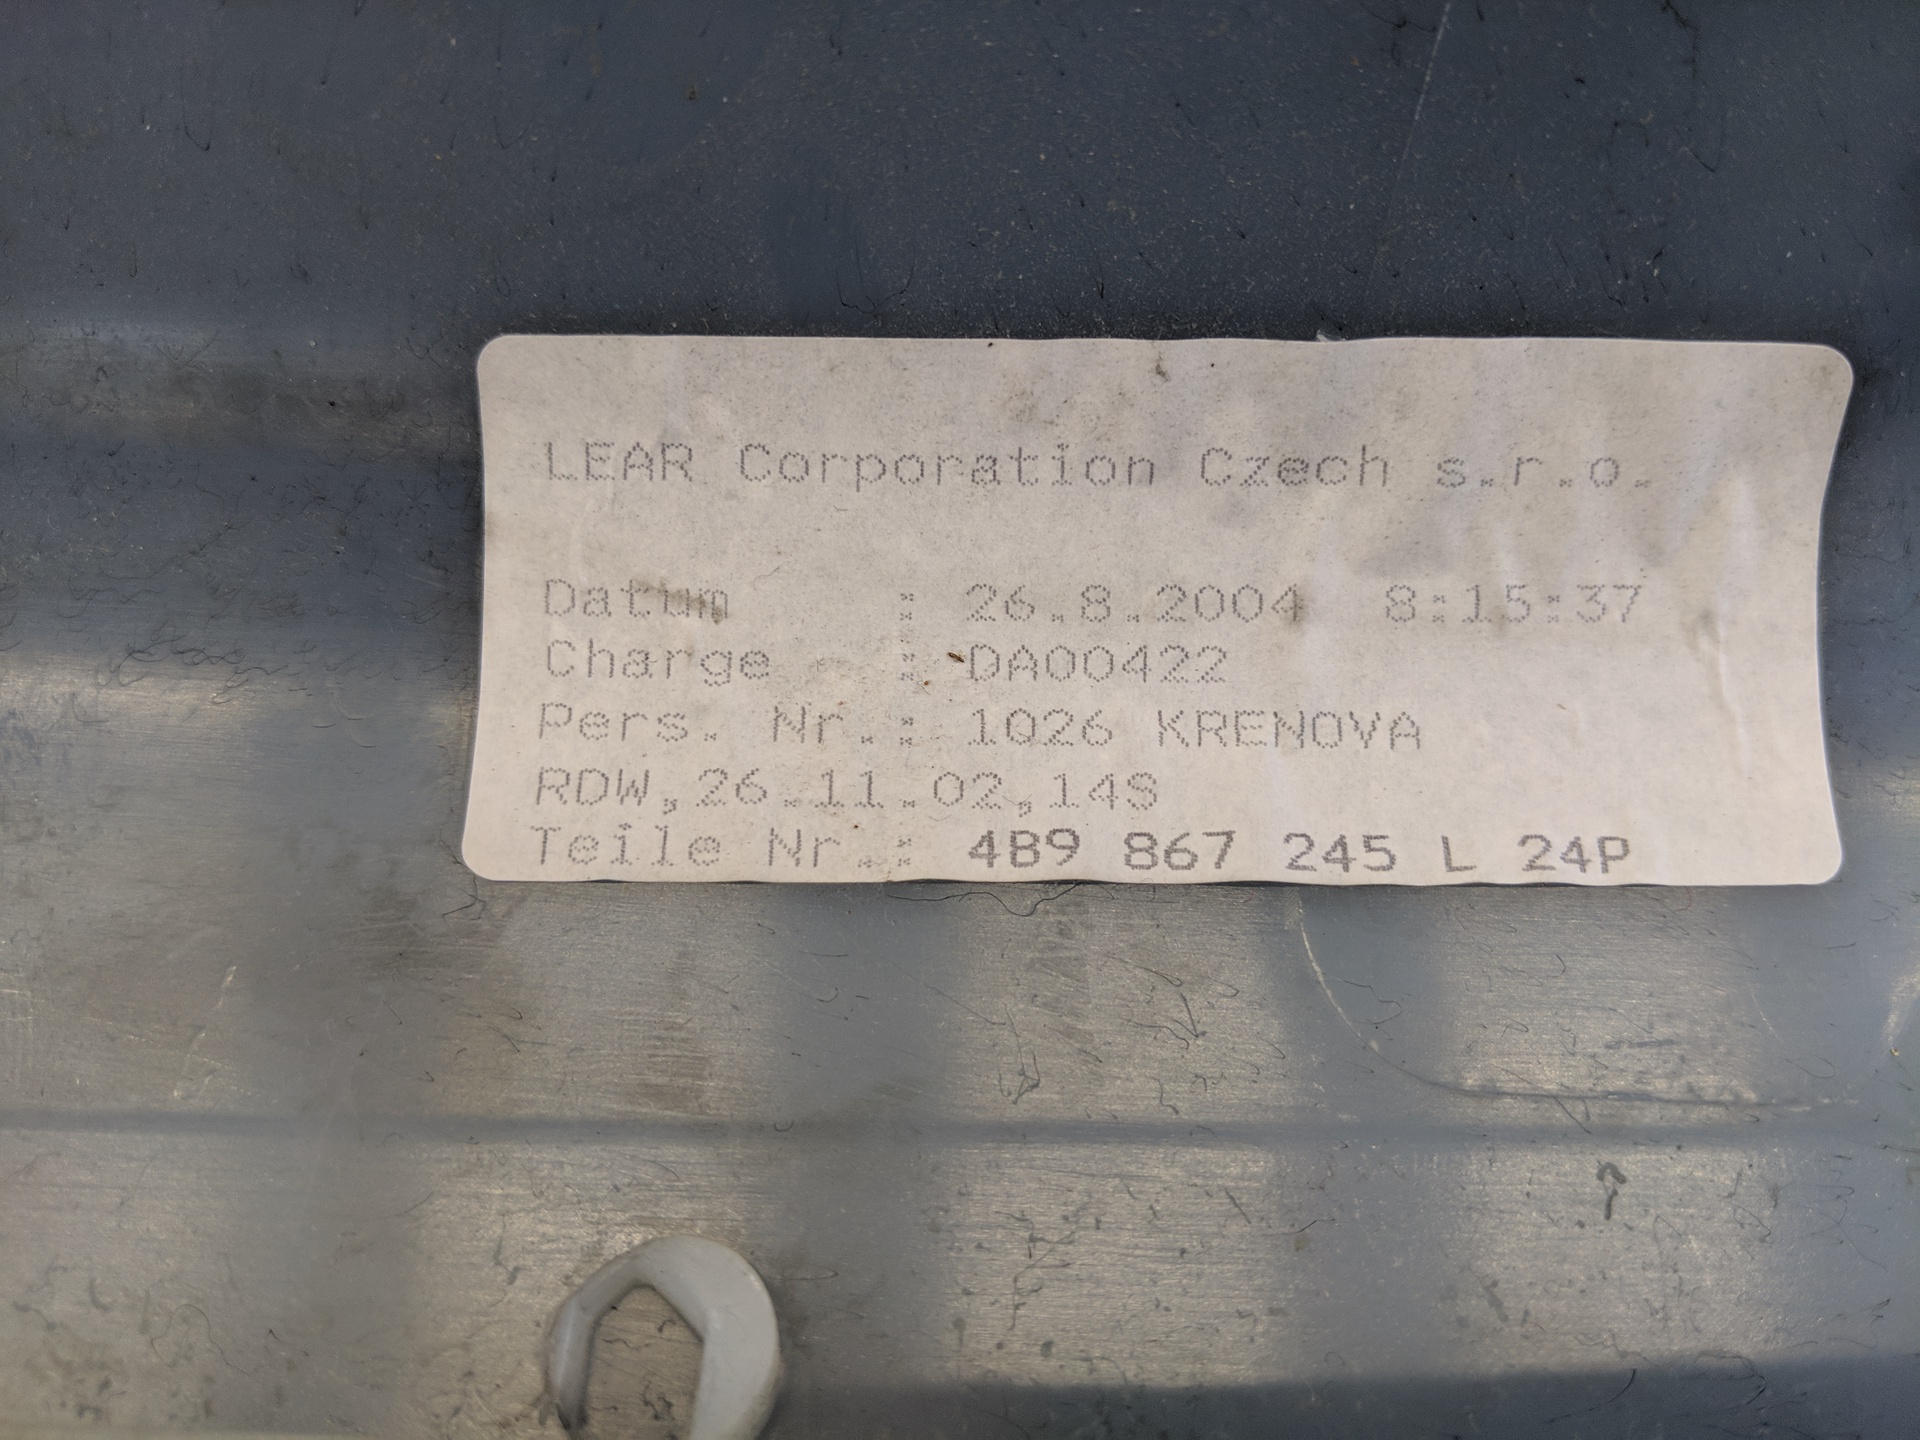 LEAR Corporation Czech s.r.o.
Datum : 26.8.2004 8:15:37
Charge : DA00422
Pers. Nr.: 1026 KRENOVA
RDW,26.11.02,14S
Teile Nr.: 4B9 867 245 L 24P